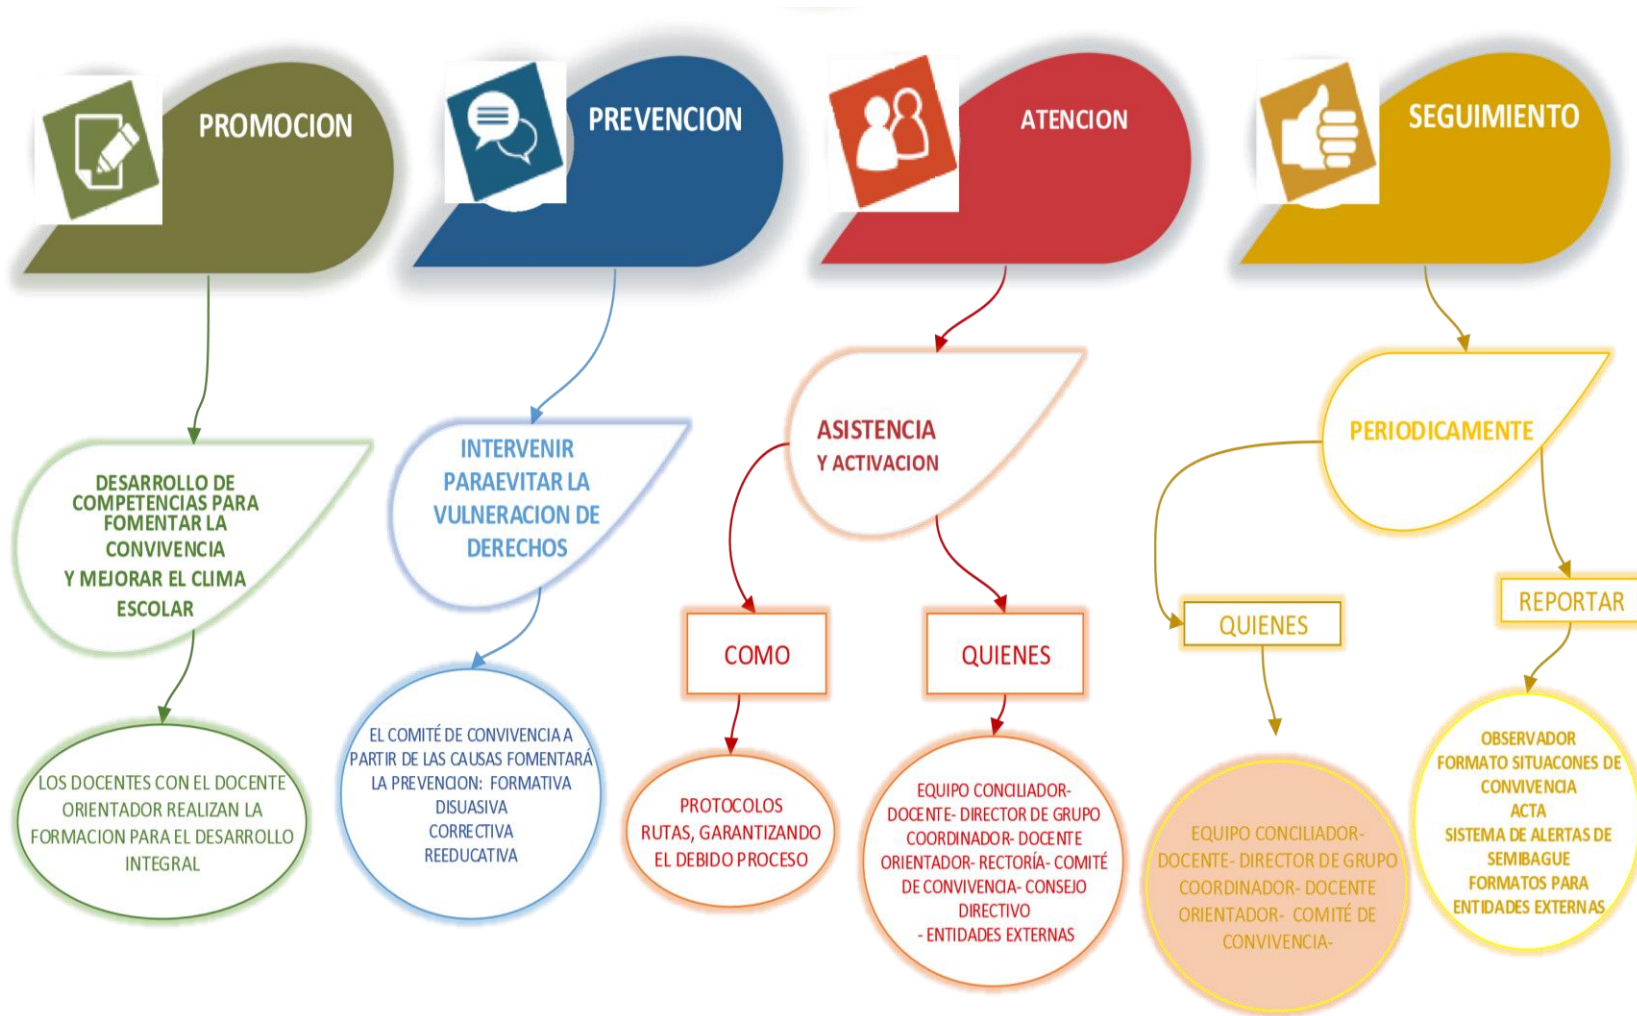 PROMOCION
DESARROLLO DE
COMPETENCIAS PARA
FOMENTAR LA
CONVIVENCIA
Y MEJORAR EL CLIMA
ESCOLAR
LOS DOCENTES CON EL DOCENTE
ORIENTADOR REALIZAN LA
FORMACION PARA EL DESARROLLO
INTEGRAL
PREVENCION
INTERVENIR
PARAEVITAR LA
VULNERACION DE
DERECHOS
EL COMITÉ DE CONVIVENCIA A
PARTIR DE LAS CAUSAS FOMENTARÁ
LA PREVENCION: FORMATIVA
DISUASIVA
CORRECTIVA
REEDUCATIVA
ATENCION
ASISTENCIA
Y ACTIVACION
COMO
PROTOCOLOS
RUTAS, GARANTIZANDO
EL DEBIDO PROCESO
QUIENES
EQUIPO CONCILIADOR-
DOCENTE- DIRECTOR DE GRUPO
COORDINADOR- DOCENTE
ORIENTADOR- RECTORÍA- COMITÉ
DE CONVIVENCIA- CONSEJO
DIRECTIVO
- ENTIDADES EXTERNAS
SEGUIMIENTO
PERIODICAMENTE
QUIENES
EQUIPO CONCILIADOR-
DOCENTE- DIRECTOR DE GRUPO
COORDINADOR- DOCENTE
ORIENTADOR- COMITÉ DE
CONVIVENCIA-
REPORTAR
OBSERVADOR
FORMATO SITUACONES DE
CONVIVENCIA
ACTA
SISTEMA DE ALERTAS DE
SEMIBAGUE
FORMATOS PARA
ENTIDADES EXTERNAS